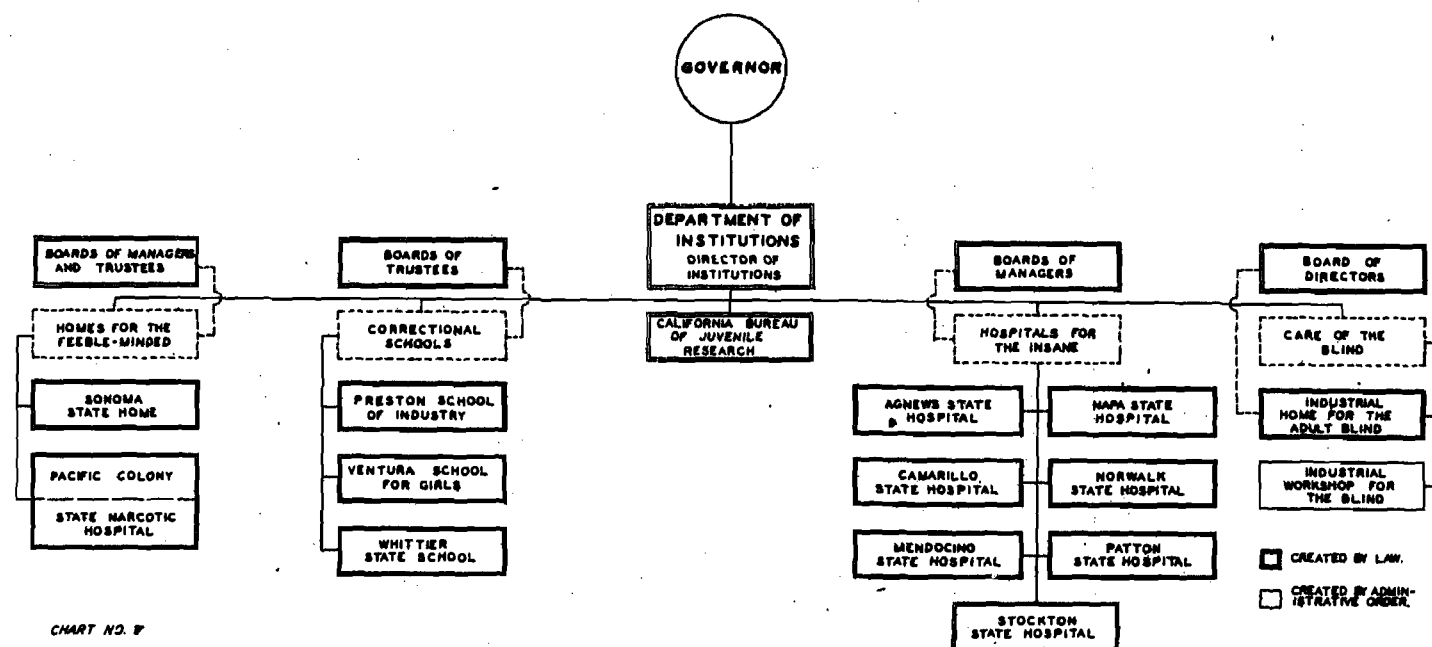 GOVERNOR
DEPARTMENT OF
INSTITUTIONS
DIRECTOR OF
INSTITUTIONS
BOARDS OF MANAGERS
AND TRUSTEES
BOARDS OF
TRUSTEES
BOARDS OF
MANAGERS
BOARD OF
DIRECTORS
HOMES FOR THE
FEEBLE-MINDED
CORRECTIONAL
SCHOOLS
CALIFORNIA BUREAU
OF JUVENILE
RESEARCH
HOSPITALS FOR
THE INSANE
CARE OF THE
BLIND
SONOMA
STATE HOME
PACIFIC COLONY
STATE NARCOTIC
HOSPITAL
PRESTON SCHOOL
OF INDUSTRY
VENTURA SCHOOL
FOR GIRLS
WHITTIER
STATE SCHOOL
AGNEWS STATE
HOSPITAL
NAPA STATE
HOSPITAL
CAMARILLO
STATE HOSPITAL
NORWALK
STATE HOSPITAL
MENDOCINO
STATE HOSPITAL
PATTON
STATE HOSPITAL
STOCKTON
STATE HOSPITAL
INDUSTRIAL
HOME FOR THE
ADULT BLIND
INDUSTRIAL
WORKSHOP FOR
THE BLIND
CREATED BY LAW.
CREATED BY ADMIN-
ISTRATIVE ORDER.
CHART NO.